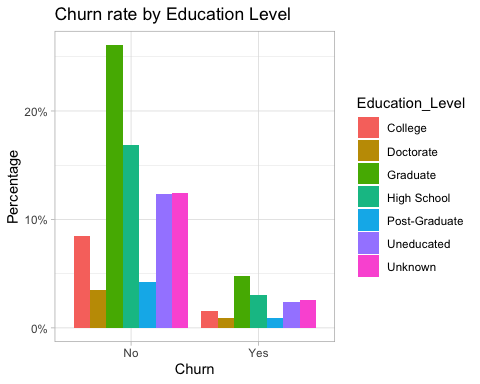 Churn rate by Education Level
Percentage
20%
10%
0%
No
Yes
Churn
Education_Level
College
Doctorate
Graduate
High School
Post-Graduate
Uneducated
Unknown